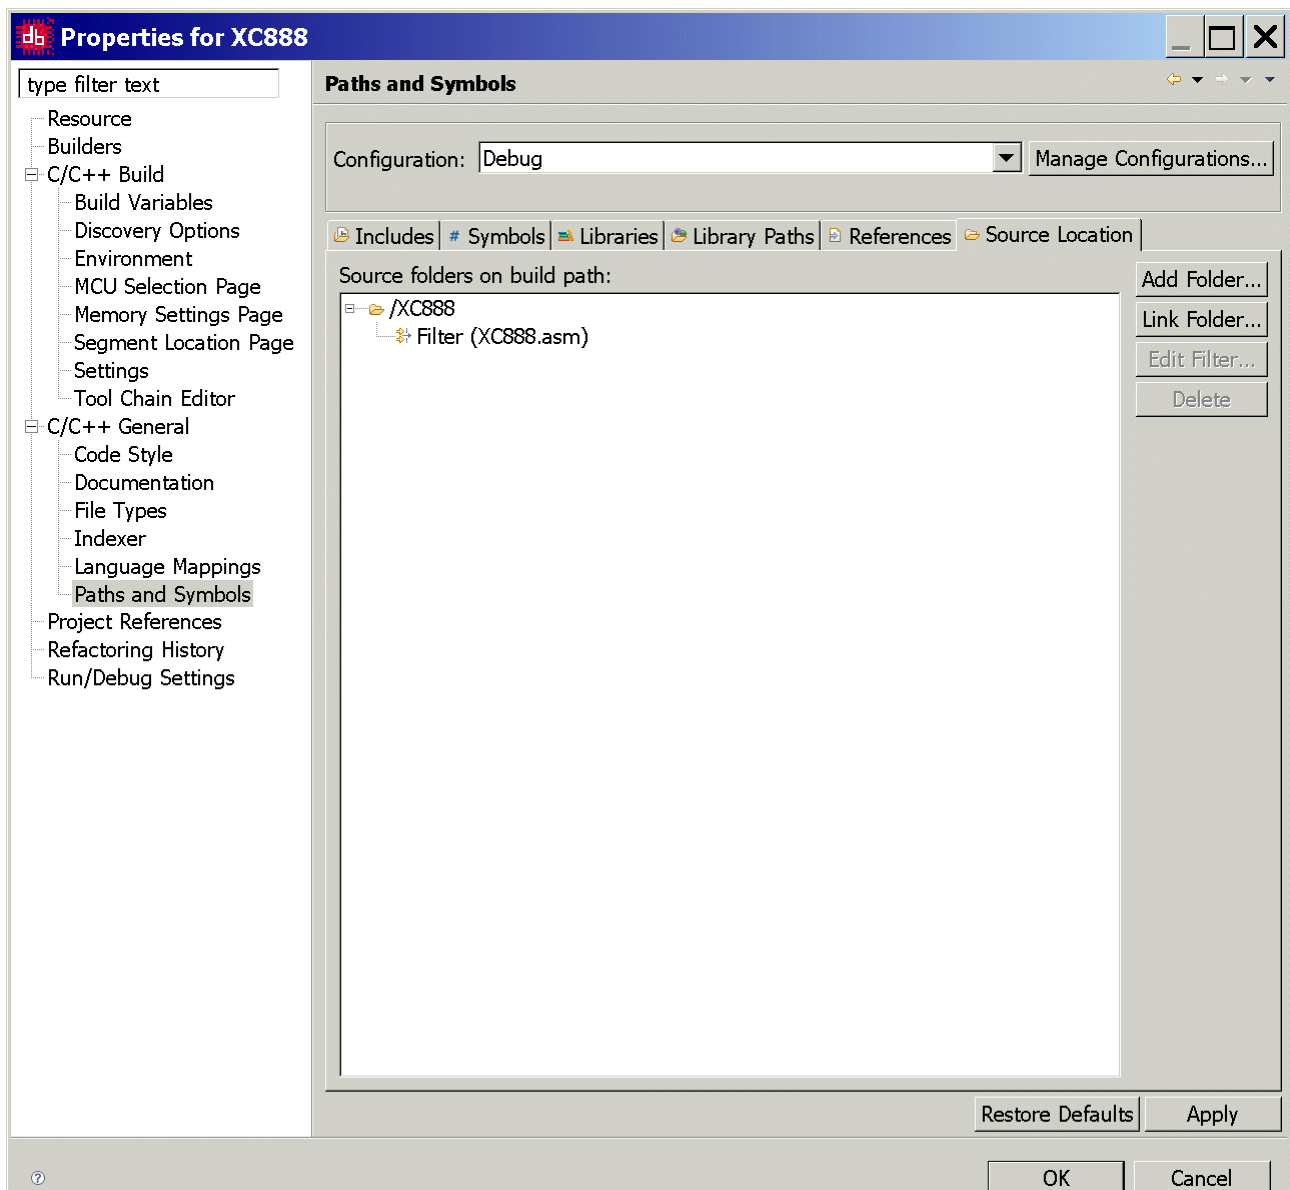 db Properties for XC888
type filter text
Resource
Builders
C/C++ Build
Build Variables
Discovery Options
Environment
MCU Selection Page
Memory Settings Page
Segment Location Page
Settings
Tool Chain Editor
C/C++ General
Code Style
Documentation
File Types
Indexer
Language Mappings
Paths and Symbols
Project References
Refactoring History
Run/Debug Settings
Paths and Symbols
Configuration: Debug Manage Configurations...
Includes # Symbols Libraries Library Paths References Source Location
Source folders on build path:
/XC888
Filter (XC888.asm)
Add Folder...
Link Folder...
Edit Filter...
Delete
Restore Defaults Apply
? OK Cancel